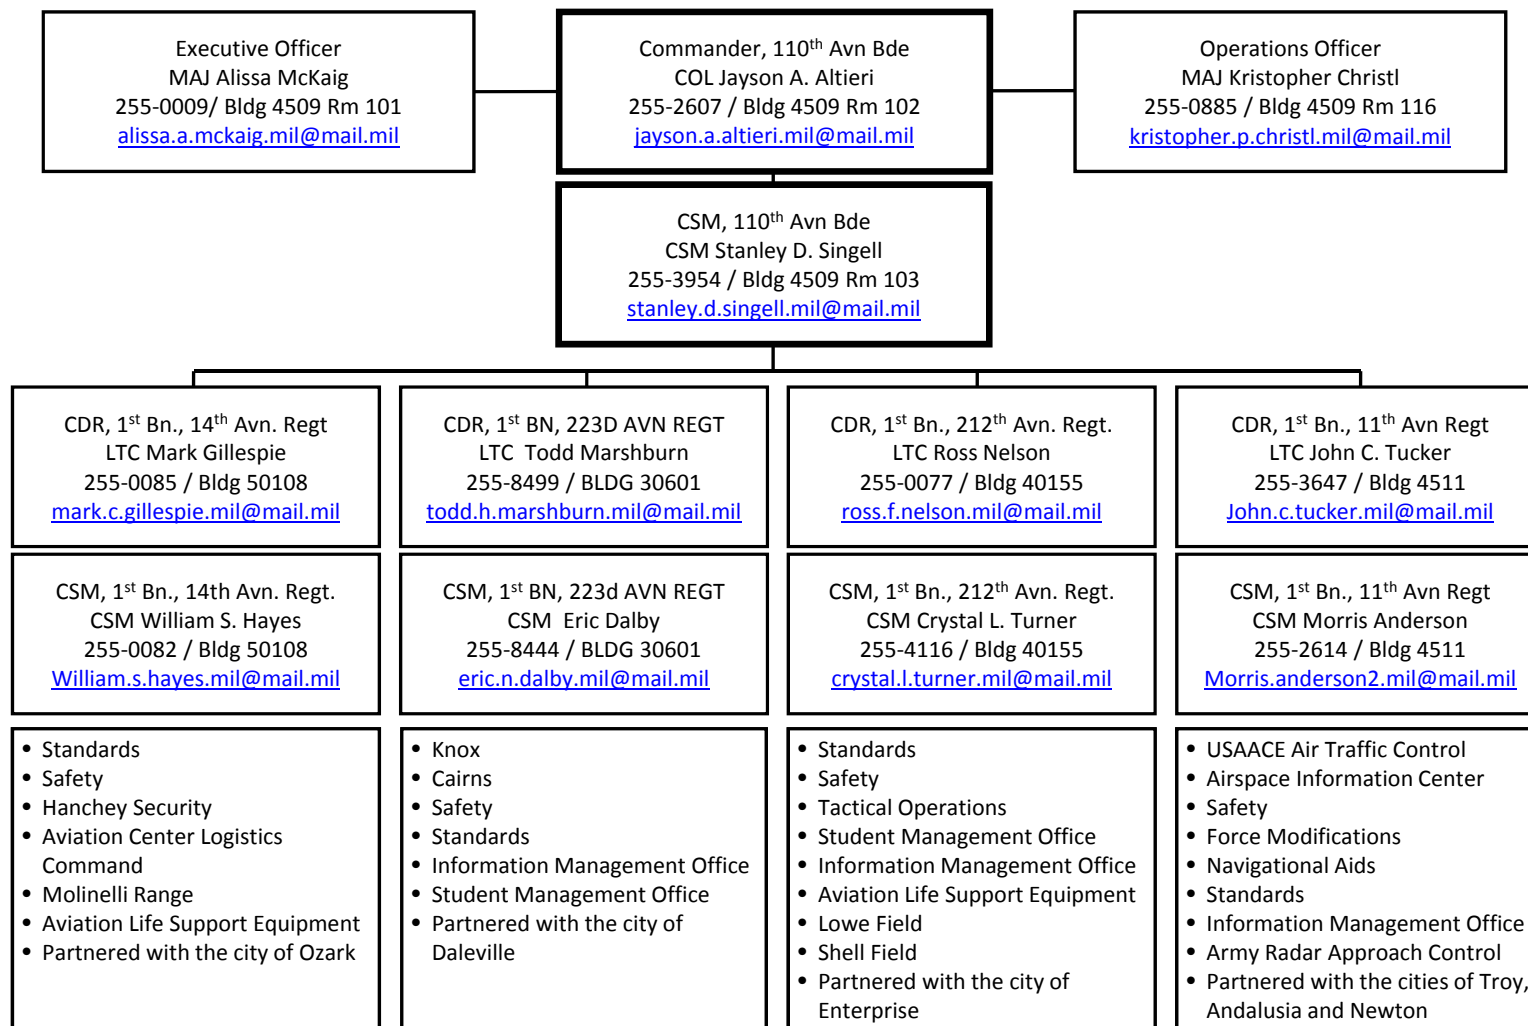 Executive Officer
MAJ Alissa McKaig
255-0009/ Bldg 4509 Rm 101
alissa.a.mckaig.mil@mail.mil
Commander, 110th Avn Bde
COL Jayson A. Altieri
255-2607 / Bldg 4509 Rm 102
jayson.a.altieri.mil@mail.mil
Operations Officer
MAJ Kristopher Christl
255-0885 / Bldg 4509 Rm 116
kristopher.p.christl.mil@mail.mil
CSM, 110th Avn Bde
CSM Stanley D. Singell
255-3954 / Bldg 4509 Rm 103
stanley.d.singell.mil@mail.mil
CDR, 1st Bn., 14th Avn. Regt
LTC Mark Gillespie
255-0085 / Bldg 50108
mark.c.gillespie.mil@mail.mil
CDR, 1st BN, 223D AVN REGT
LTC Todd Marshburn
255-8499 / BLDG 30601
todd.h.marshburn.mil@mail.mil
CDR, 1st Bn., 212th Avn. Regt.
LTC Ross Nelson
255-0077 / Bldg 40155
ross.f.nelson.mil@mail.mil
CDR, 1st Bn., 11th Avn Regt
LTC John C. Tucker
255-3647 / Bldg 4511
John.c.tucker.mil@mail.mil
CSM, 1st Bn., 14th Avn. Regt.
CSM William S. Hayes
255-0082 / Bldg 50108
William.s.hayes.mil@mail.mil
CSM, 1st BN, 223d AVN REGT
CSM Eric Dalby
255-8444 / BLDG 30601
eric.n.dalby.mil@mail.mil
CSM, 1st Bn., 212th Avn. Regt.
CSM Crystal L. Turner
255-4116 / Bldg 40155
crystal.l.turner.mil@mail.mil
CSM, 1st Bn., 11th Avn Regt
CSM Morris Anderson
255-2614 / Bldg 4511
Morris.anderson2.mil@mail.mil
• Standards
• Safety
• Hanchey Security
• Aviation Center Logistics
Command
• Molinelli Range
• Aviation Life Support Equipment
• Partnered with the city of Ozark
• Knox
• Cairns
• Safety
• Standards
• Information Management Office
• Student Management Office
• Partnered with the city of
Daleville
• Standards
• Safety
• Tactical Operations
• Student Management Office
• Information Management Office
• Aviation Life Support Equipment
• Lowe Field
• Shell Field
• Partnered with the city of
Enterprise
• USAACE Air Traffic Control
• Airspace Information Center
• Safety
• Force Modifications
• Navigational Aids
• Standards
• Information Management Office
• Army Radar Approach Control
• Partnered with the cities of Troy,
Andalusia and Newton